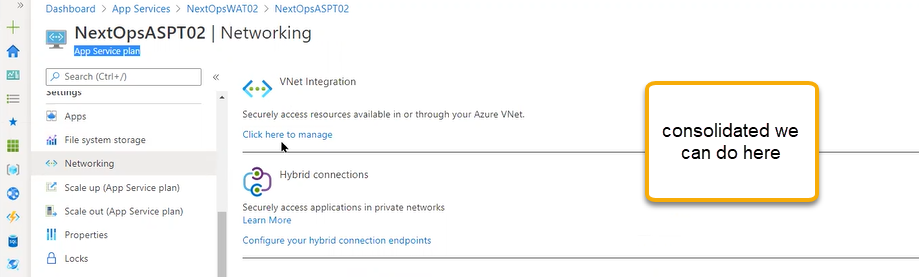 Dashboard > App Services > NextOpsWAT02 > NextOpsASPT02
NextOpsASPT02 | Networking
App Service plan
Search (Ctrl+/)
«
Settings
Apps
File system storage
Networking
Scale up (App Service plan)
Scale out (App Service plan)
Properties
Locks
VNet Integration
Securely access resources available in or through your Azure VNet.
Click here to manage
Hybrid connections
Securely access applications in private networks
Learn More
Configure your hybrid connection endpoints
consolidated we
can do here